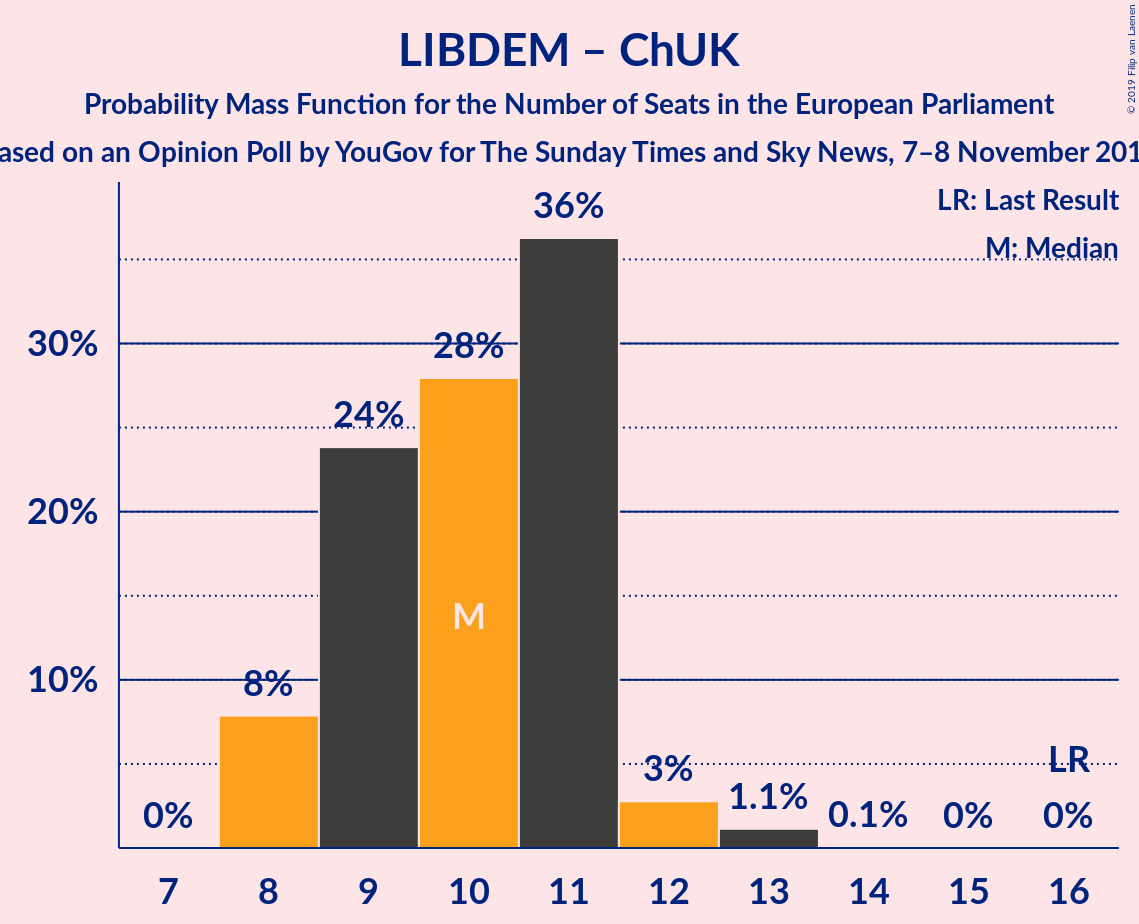 LIBDEM – ChUK
Probability Mass Function for the Number of Seats in the European Parliament
ased on an Opinion Poll by YouGov for The Sunday Times and Sky News, 7–8 November 201
© 2019 Filip van Laenen
LR: Last Result
M: Median
36%
30%
28%
24%
20%
M
10%
8%
LR
3%
1.1%
0%
0.1%
0%
0%
7 8 9 10 11 12 13 14 15 16